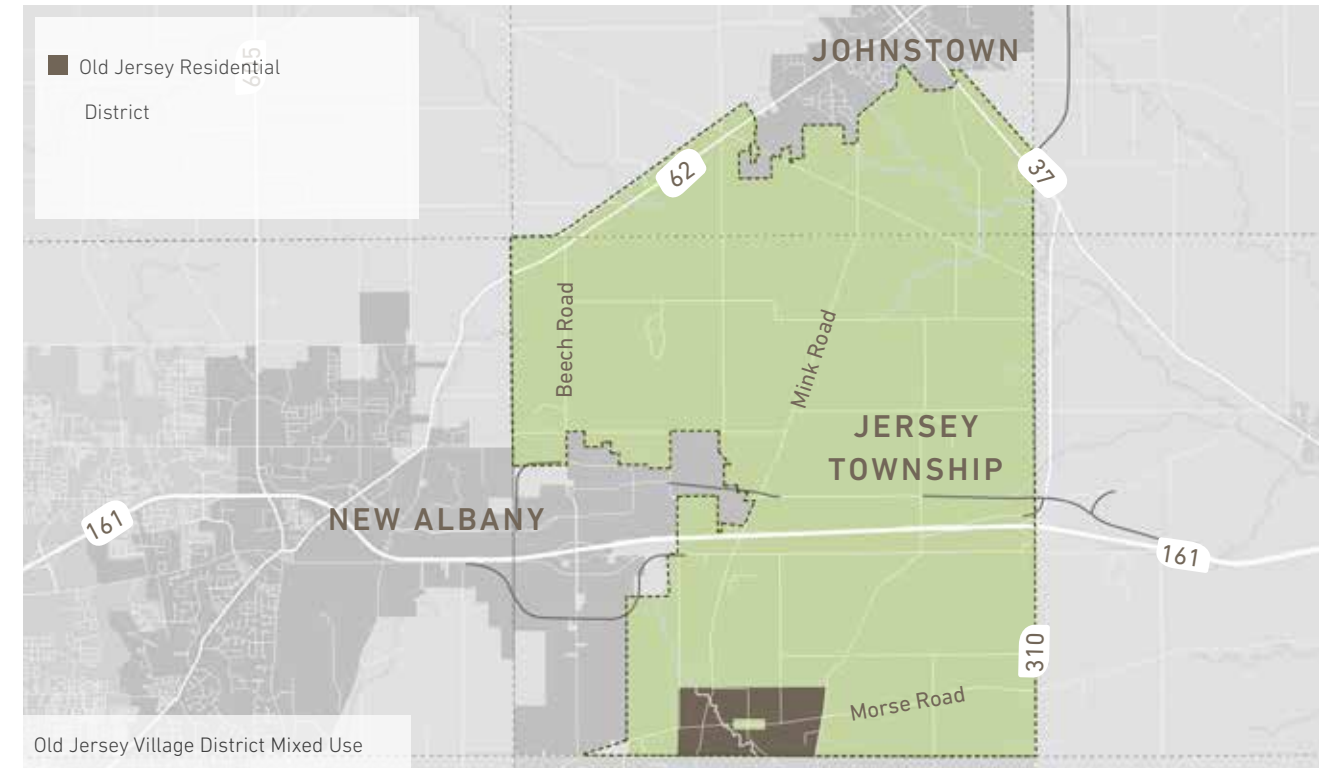 JOHNSTOWN
Old Jersey Residential
605
District
62
37
Beech Road
Mink Road
JERSEY
TOWNSHIP
NEW ALBANY
161
161
310
Morse Road
Old Jersey Village District Mixed Use